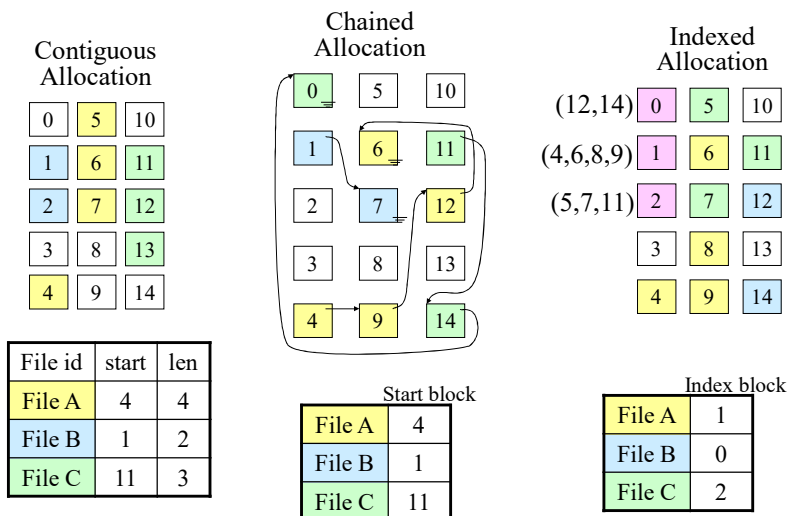 Contiguous
Allocation
0 5 10
1 6 11
2 7 12
3 8 13
4 9 14
File id start len
File A 4 4
File B 1 2
File C 11 3
Chained
Allocation
0 5 10
1 6 11
2 7 12
3 8 13
4 9 14
Start block
File A 4
File B 1
File C 11
Indexed
Allocation
(12,14) 0 5 10
(4,6,8,9) 1 6 11
(5,7,11) 2 7 12
3 8 13
4 9 14
Index block
File A 1
File B 0
File C 2